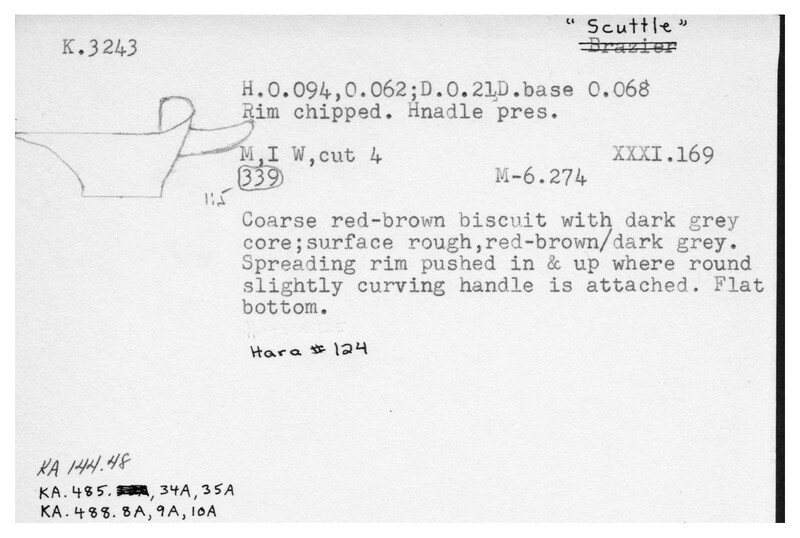 "Scuttle"
K.3243
Brazier
H.0.094,0.062;D.0.21,D.base 0.068
Rim chipped. Hnadle pres.
M,I W,cut 4 XXXI.169
339 M-6.274
1:5
Coarse red-brown biscuit with dark grey
core;surface rough,red-brown/dark grey.
Spreading rim pushed in & up where round
slightly curving handle is attached. Flat
bottom.
Hara # 124
KA 144.48
KA.485. , 34A, 35A
KA.488.8A, 9A, 10A